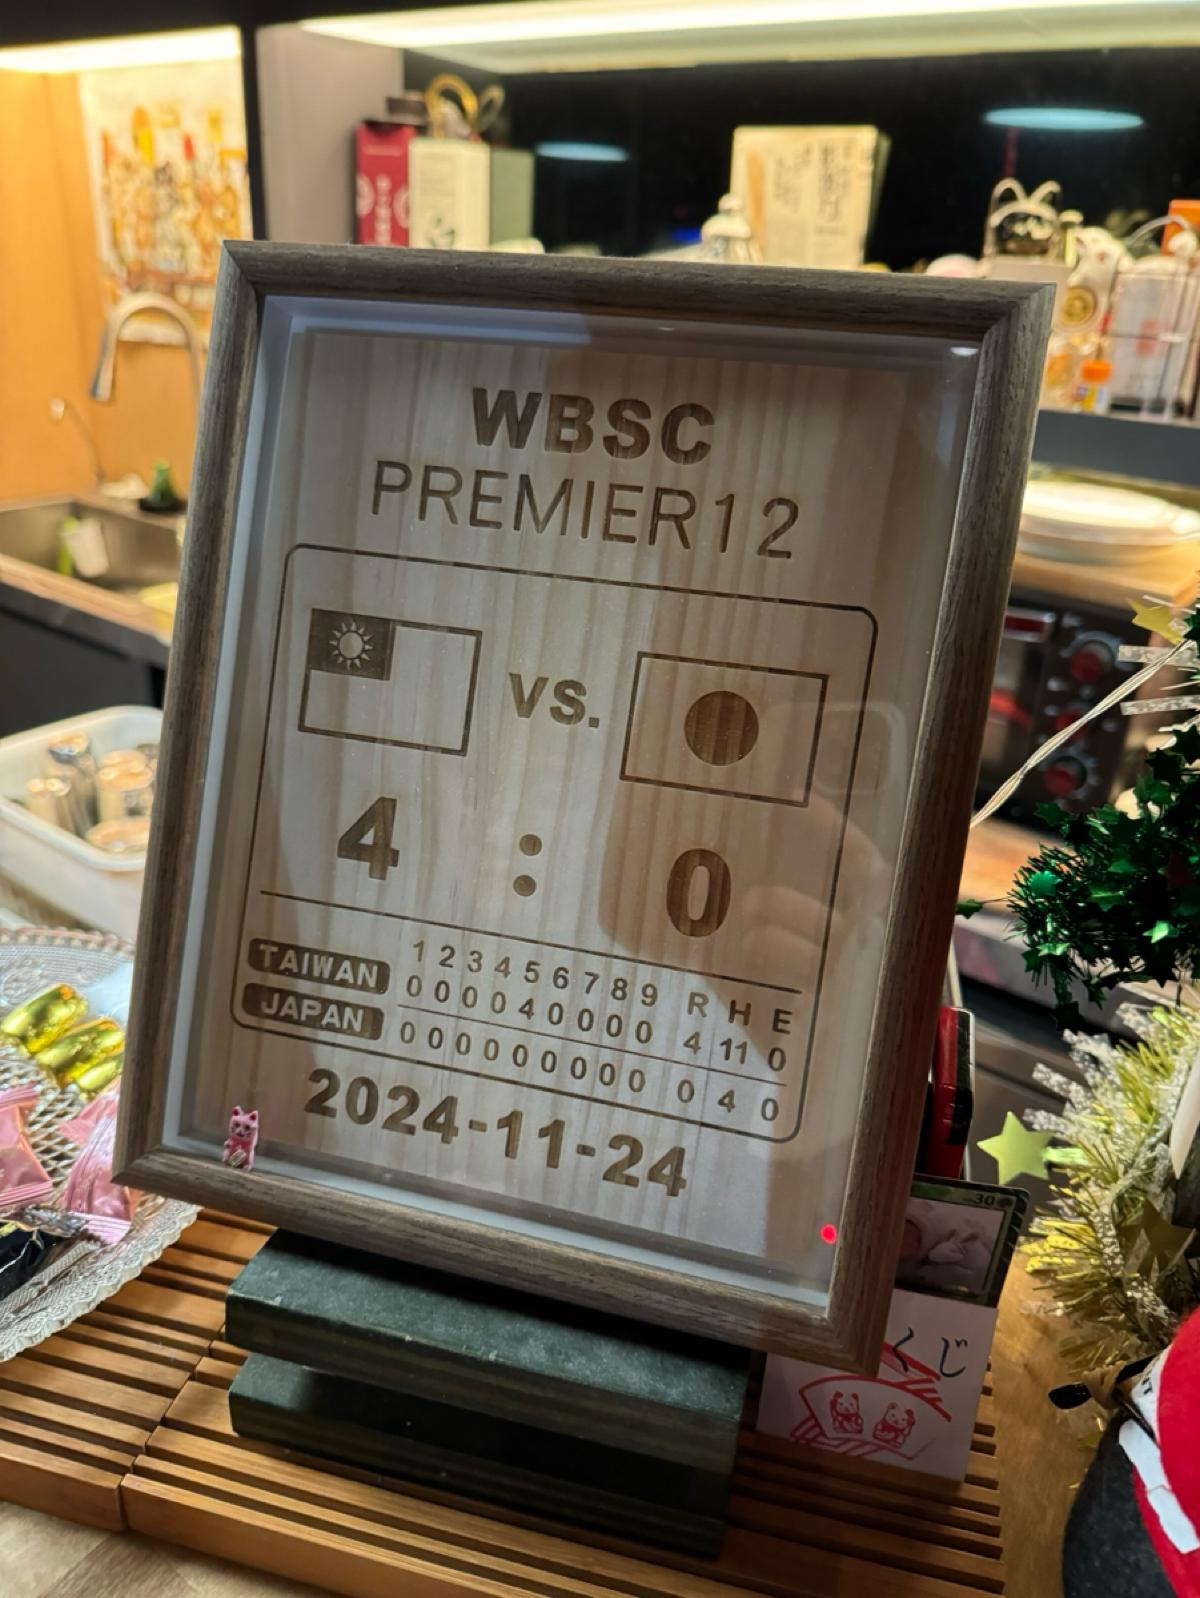 WBSC
PREMIER12
VS.
4 : 0
1 2 3 4 5 6 7 8 9 R H E
TAIWAN 0 0 0 0 4 0 0 0 0 4 11 0
JAPAN 0 0 0 0 0 0 0 0 0 0 4 0
2024-11-24
30
くじ